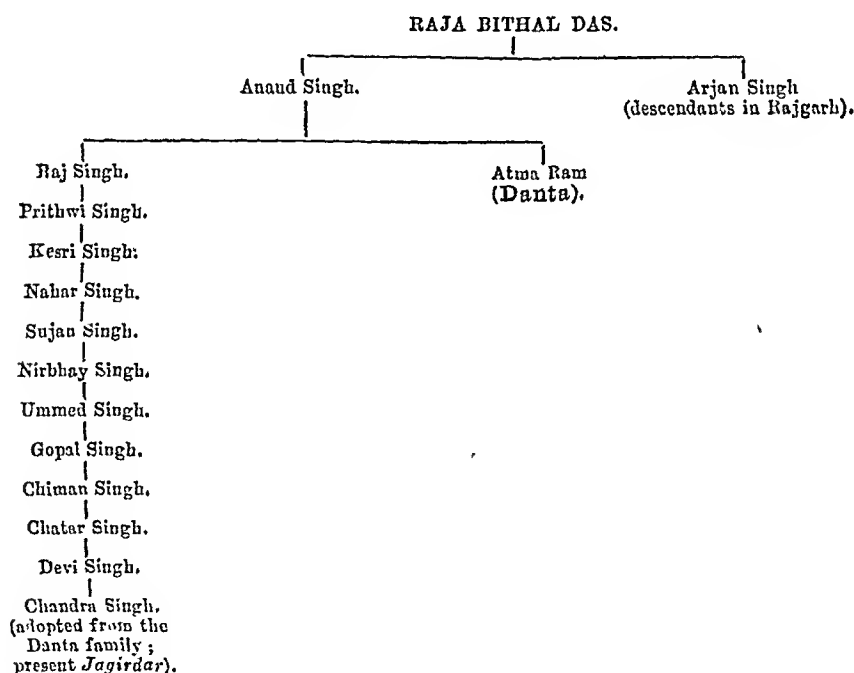 RAJA BITHAL DAS.
Anand Singh.
Arjan Singh
(descendants in Rajgarh).
Raj Singh.
Atma Ram
(Danta).
Prithwi Singh.
Kesri Singh.
Nahar Singh.
Sujan Singh.
Nirbhay Singh.
Ummed Singh.
Gopal Singh.
Chiman Singh.
Chatar Singh.
Devi Singh.
Chandra Singh.
(adopted from the
Danta family ;
present Jagirdar).